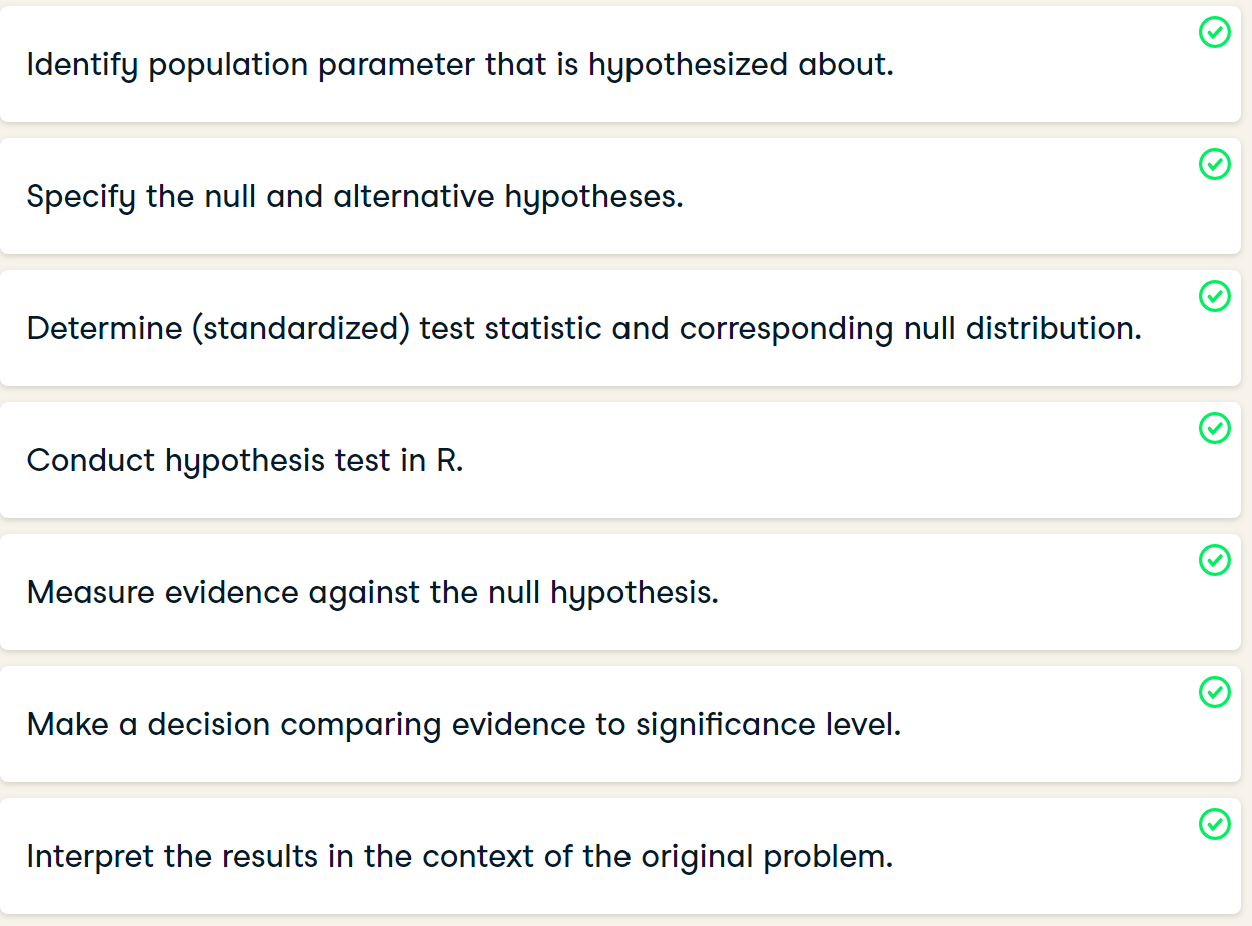 Identify population parameter that is hypothesized about.
Specify the null and alternative hypotheses.
Determine (standardized) test statistic and corresponding null distribution.
Conduct hypothesis test in R.
Measure evidence against the null hypothesis.
Make a decision comparing evidence to significance level.
Interpret the results in the context of the original problem.